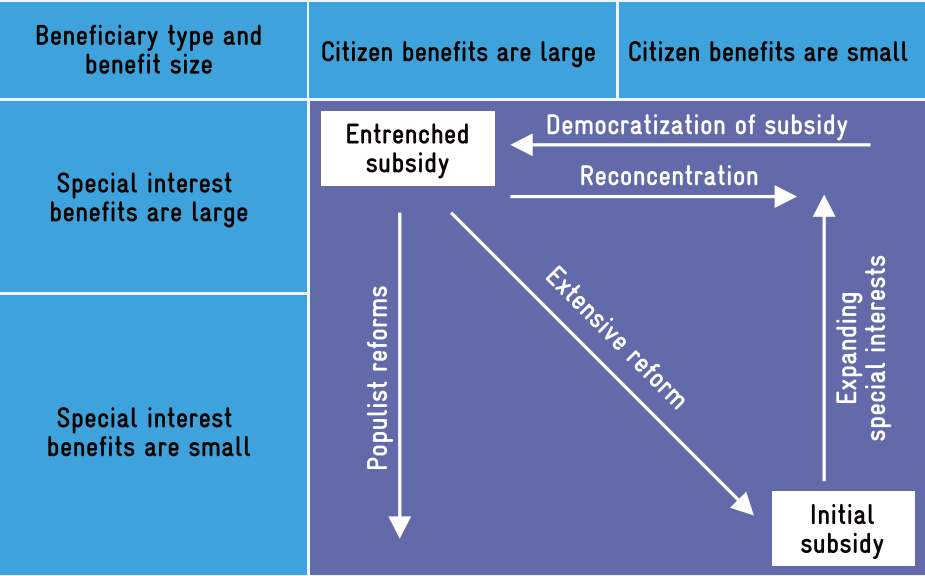 Beneficiary type and
benefit size
Citizen benefits are large
Citizen benefits are small
Special interest
benefits are large
Entrenched
subsidy
Democratization of subsidy
Reconcentration
Populist reforms
Extensive reform
Expanding
special interests
Special interest
benefits are small
Initial
subsidy